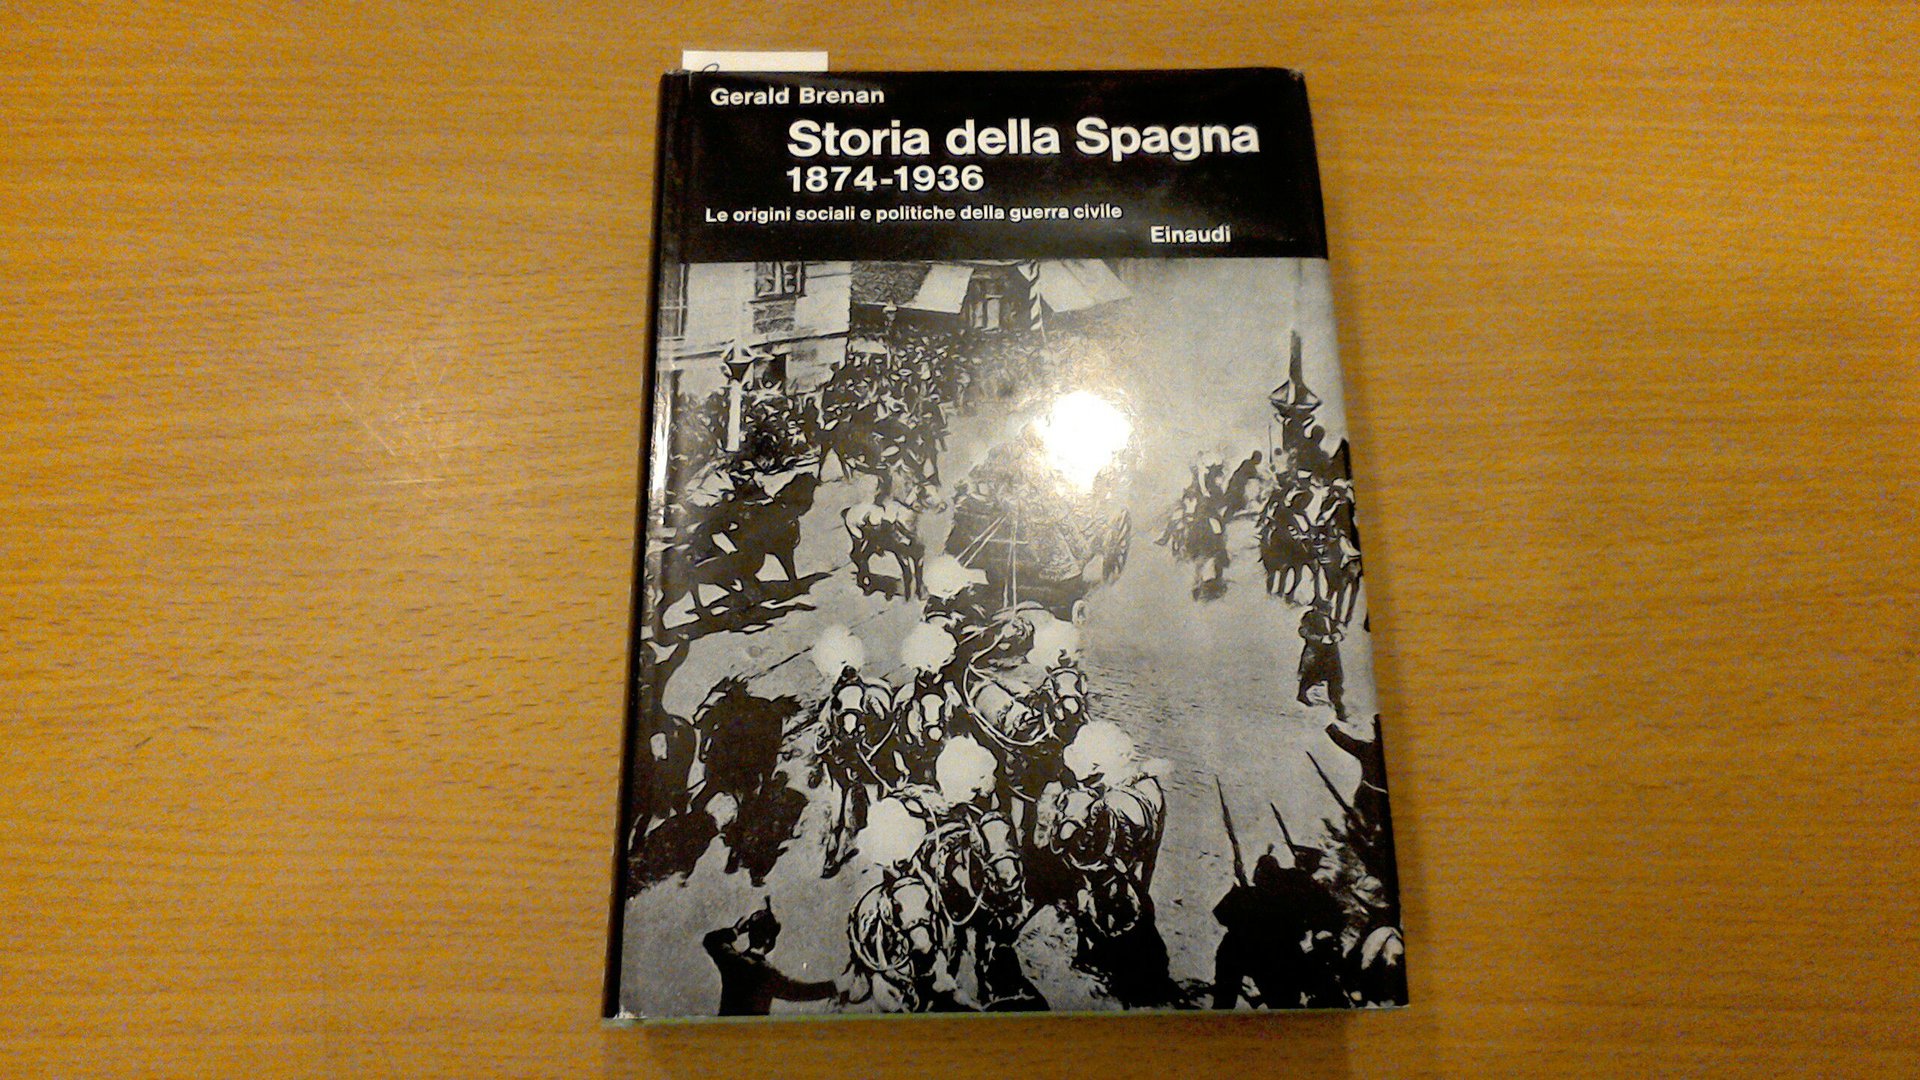 Gerald Brenan
Storia della Spagna
1874-1936
Le origini sociali e politiche della guerra civile
Einaudi